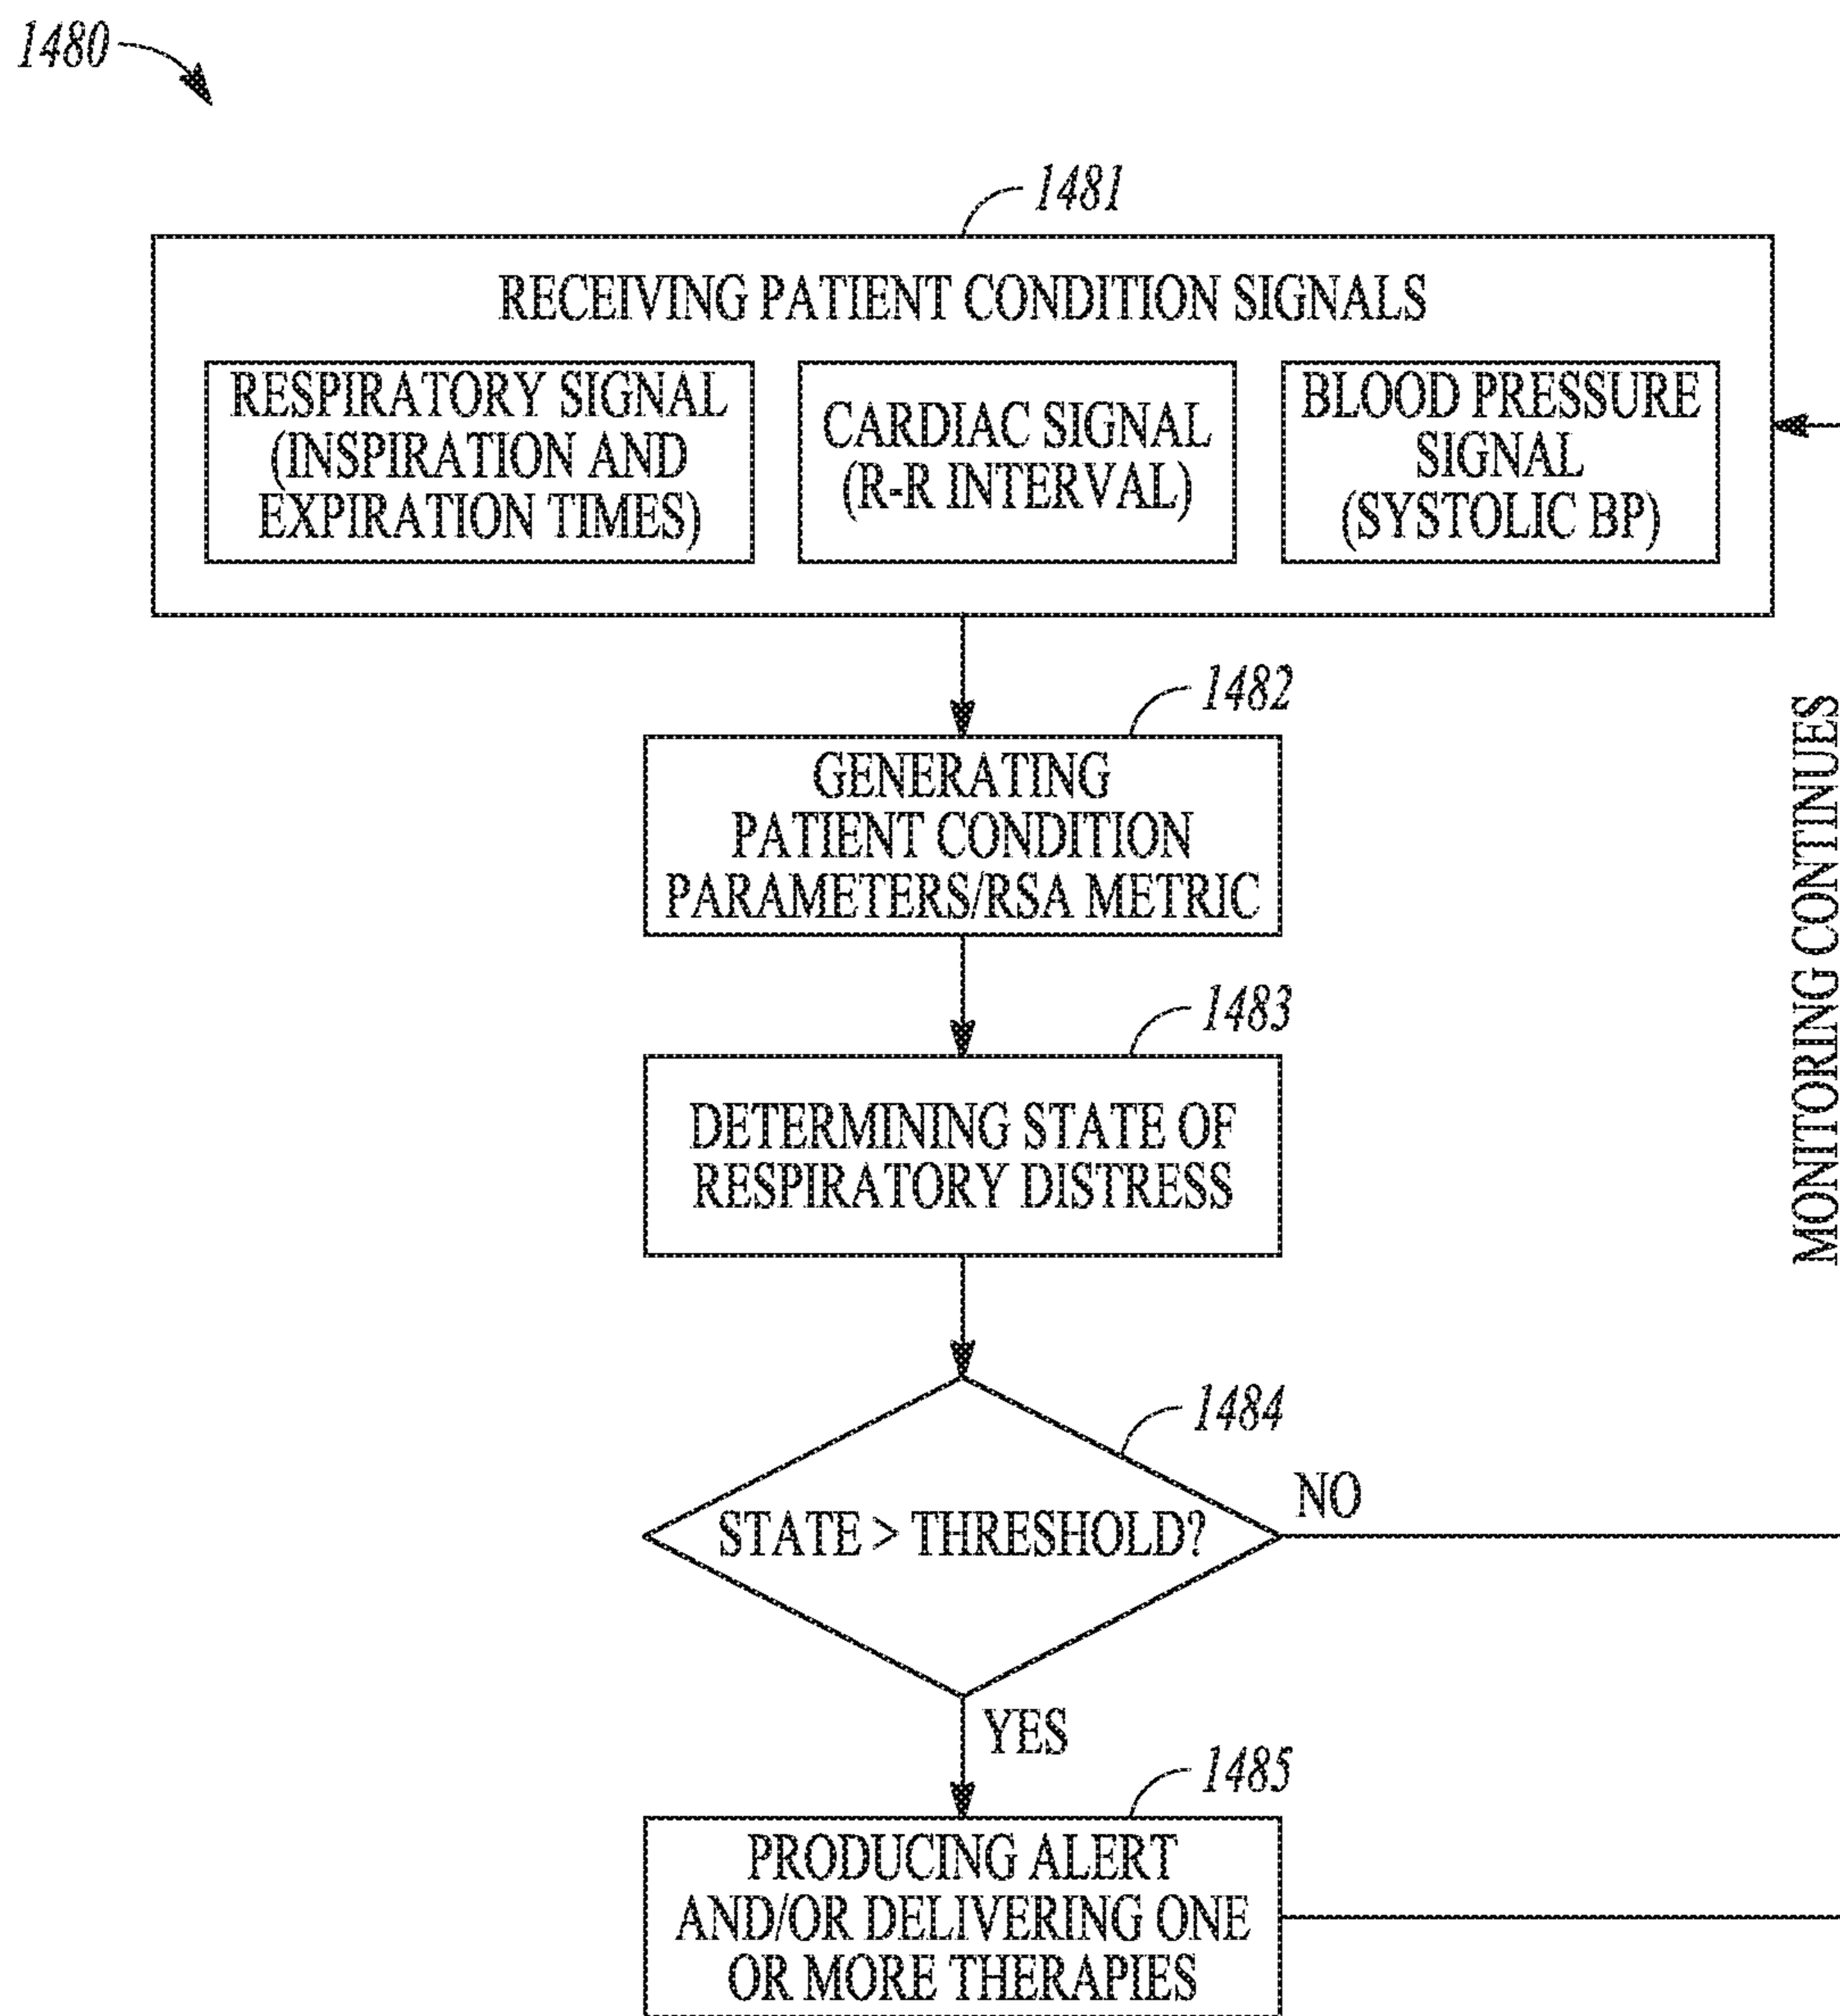 1480
1481
RECEIVING PATIENT CONDITION SIGNALS
RESPIRATORY SIGNAL
(INSPIRATION AND
EXPIRATION TIMES)
CARDIAC SIGNAL
(R-R INTERVAL)
BLOOD PRESSURE
SIGNAL
(SYSTOLIC BP)
1482
GENERATING
PATIENT CONDITION
PARAMETERS/RSA METRIC
MONITORING CONTINUES
1483
DETERMINING STATE OF
RESPIRATORY DISTRESS
1484
STATE > THRESHOLD?
NO
YES
1485
PRODUCING ALERT
AND/OR DELIVERING ONE
OR MORE THERAPIES